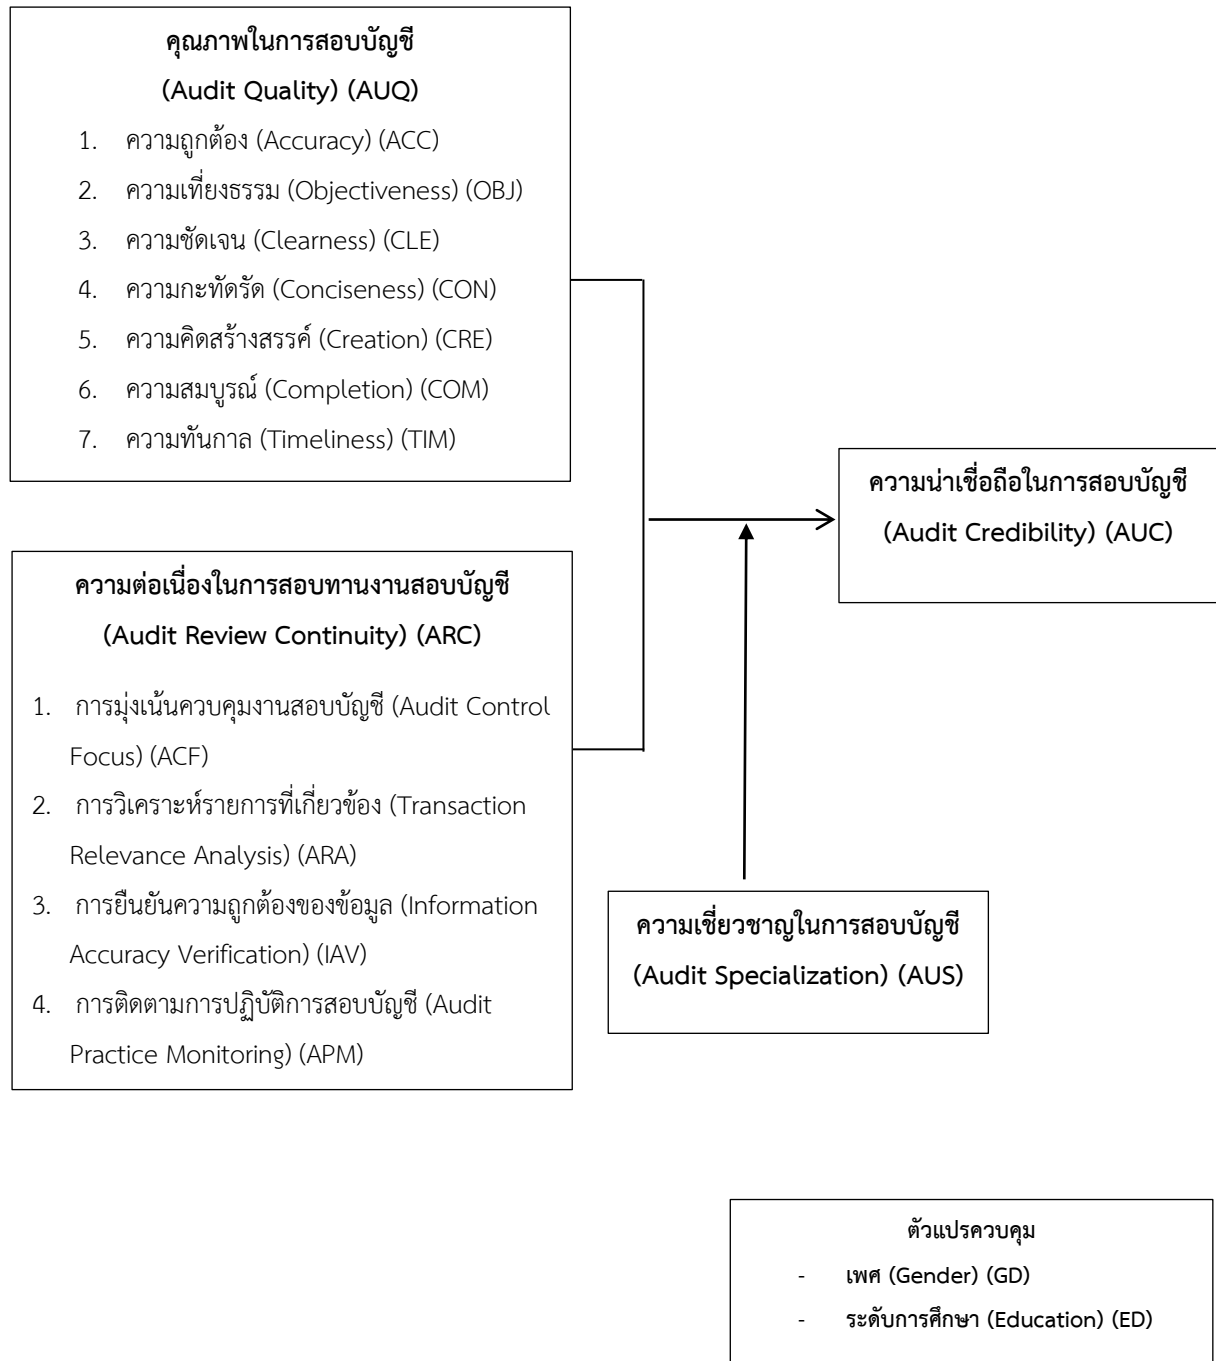 คุณภาพในการสอบบัญชี
(Audit Quality) (AUQ)
1. ความถูกต้อง (Accuracy) (ACC)
2. ความเที่ยงธรรม (Objectiveness) (OBJ)
3. ความชัดเจน (Clearness) (CLE)
4. ความกะทัดรัด (Conciseness) (CON)
5. ความคิดสร้างสรรค์ (Creation) (CRE)
6. ความสมบูรณ์ (Completion) (COM)
7. ความทันกาล (Timeliness) (TIM)
ความน่าเชื่อถือในการสอบบัญชี
(Audit Credibility) (AUC)
ความต่อเนื่องในการสอบทานงานสอบบัญชี
(Audit Review Continuity) (ARC)
1. การมุ่งเน้นควบคุมงานสอบบัญชี (Audit Control
Focus) (ACF)
2. การวิเคราะห์รายการที่เกี่ยวข้อง (Transaction
Relevance Analysis) (ARA)
3. การยืนยันความถูกต้องของข้อมูล (Information
Accuracy Verification) (IAV)
4. การติดตามการปฏิบัติการสอบบัญชี (Audit
Practice Monitoring) (APM)
ความเชี่ยวชาญในการสอบบัญชี
(Audit Specialization) (AUS)
ตัวแปรควบคุม
- เพศ (Gender) (GD)
- ระดับการศึกษา (Education) (ED)